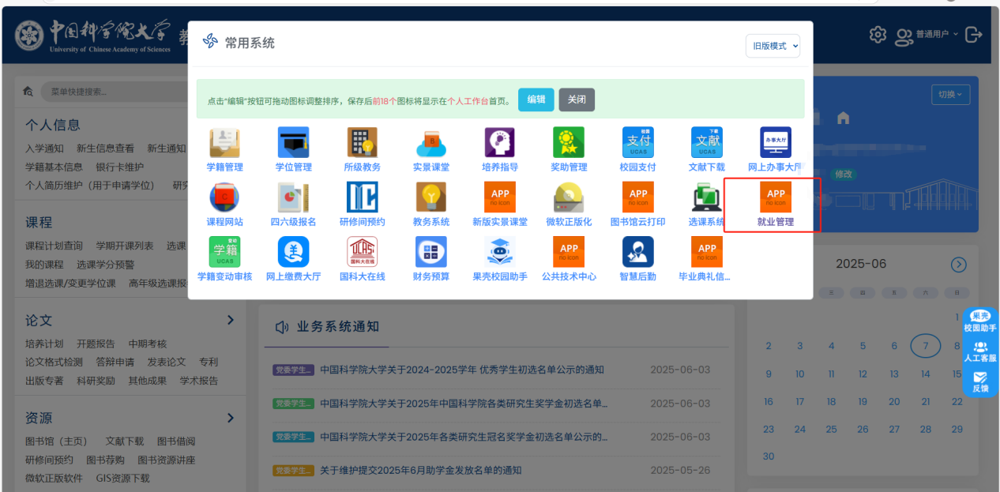 中国科学院大学 教
University of Chinese Academy of Sciences
普通用户
常用系统
旧版模式
菜单快捷搜索...
点击“编辑”按钮可拖动图标调整排序，保存后前18个图标将显示在个人工作台首页。 编辑 关闭
切换
个人信息
入学通知 新生信息查看 新生通知
学籍基本信息 银行卡维护
个人简历维护（用于申请学位）
修改
支付
UCAS
下载
文献
UCAS
办事大厅
学籍管理 学位管理 所级教务 实景课堂 培养指导 奖助管理 校园支付 文献下载 网上办事大厅
APP
no icon
APP
no icon
APP
no icon
课程网站 四六级报名 研修间预约 教务系统 新版实景课堂 微软正版化 图书馆云打印 选课系统 就业管理
学籍
UCAS
UCAS
国科大在线
APP
no icon
APP
no icon
学籍变动审核 网上缴费大厅 国科大在线 财务预算 果壳校园助手 公共技术中心 智慧后勤 毕业典礼信...
课程
课程计划查询 学期开课列表 选课
我的课程 选课学分预警
增退选课/变更学位课 高年级选课报
论文
培养计划 开题报告 中期考核
论文格式检测 答辩申请 发表论文 专利
出版专著 科研奖励 其他成果 学术报告
资源
图书馆（主页） 文献下载 图书借阅
研修间预约 图书荐购 图书资源讲座
微软正版软件 GIS资源下载
业务系统通知
党委学生... 中国科学院大学关于2024-2025学年 优秀学生初选名单公示的通知 2025-06-03
党委学生... 中国科学院大学关于2025年中国科学院各类研究生奖学金初选名单... 2025-06-03
党委学生... 中国科学院大学关于2025年各类研究生冠名奖学金初选名单公示的... 2025-06-03
党委学生... 关于维护提交2025年6月助学金发放名单的通知 2025-05-26
2025-06
三 四 五 六 日
1
2 3 4 5 6 7 8
9 10 11 12 13 14 15
16 17 18 19 20 21 22
23 24 25 26 27 28 29
30
果壳
校园助手
人工客服
反馈